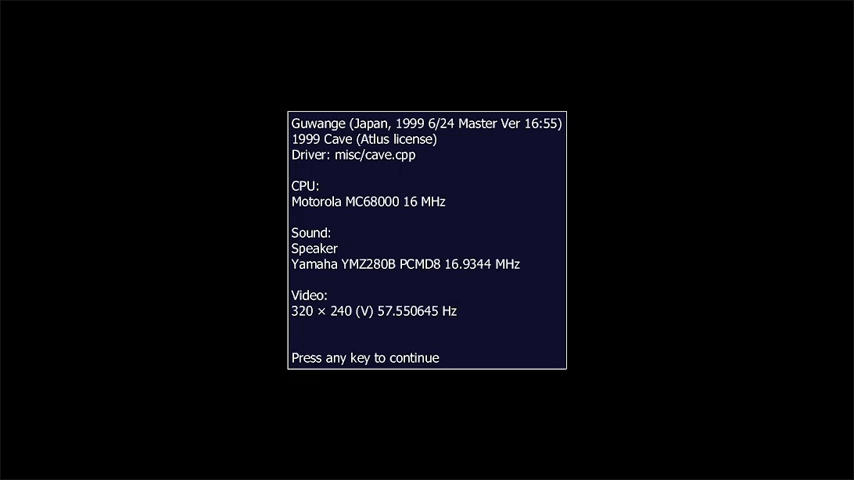 Guwange (Japan, 1999 6/24 Master Ver 16:55)
1999 Cave (Atlus license)
Driver: misc/cave.cpp
CPU:
Motorola MC68000 16 MHz
Sound:
Speaker
Yamaha YMZ280B PCMD8 16.9344 MHz
Video:
320 × 240 (V) 57.550645 Hz
Press any key to continue